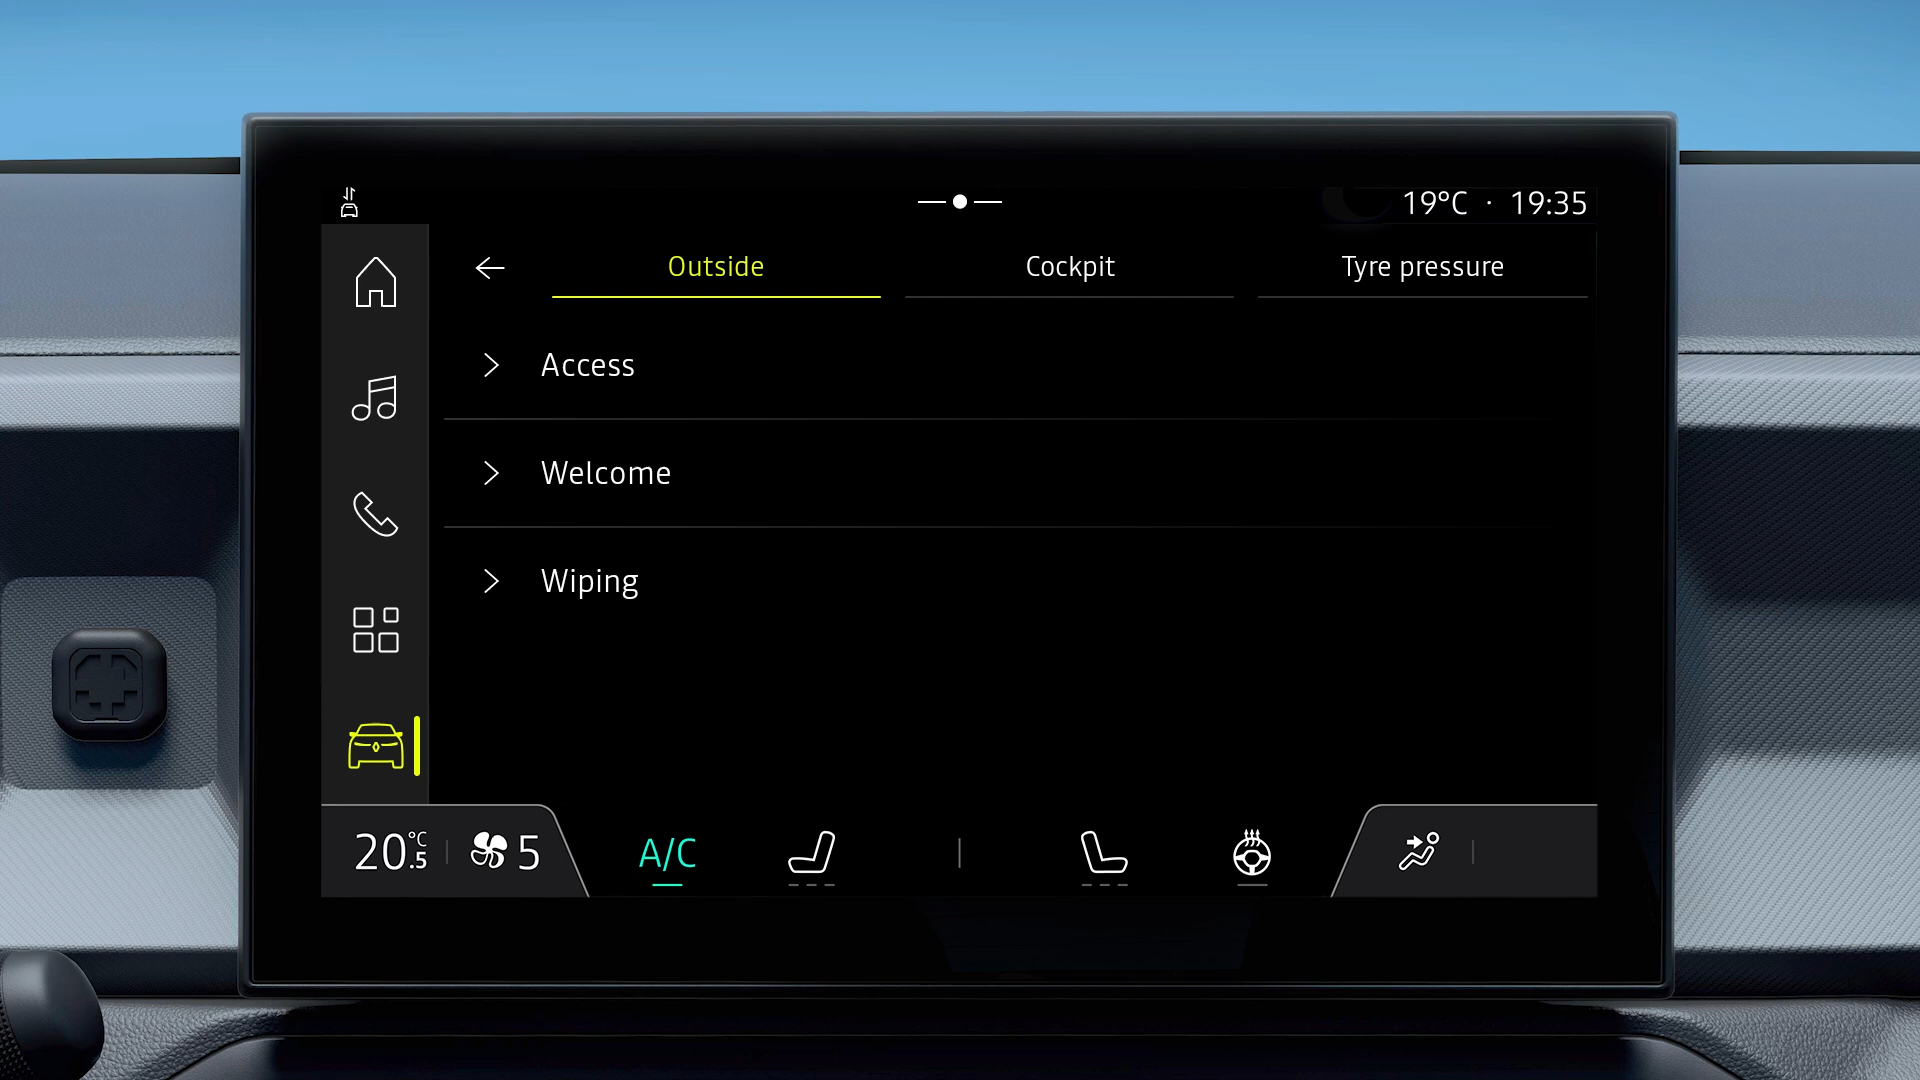 19°C · 19:35
Outside Cockpit Tyre pressure
Access
Welcome
Wiping
20.5 °C 5 A/C